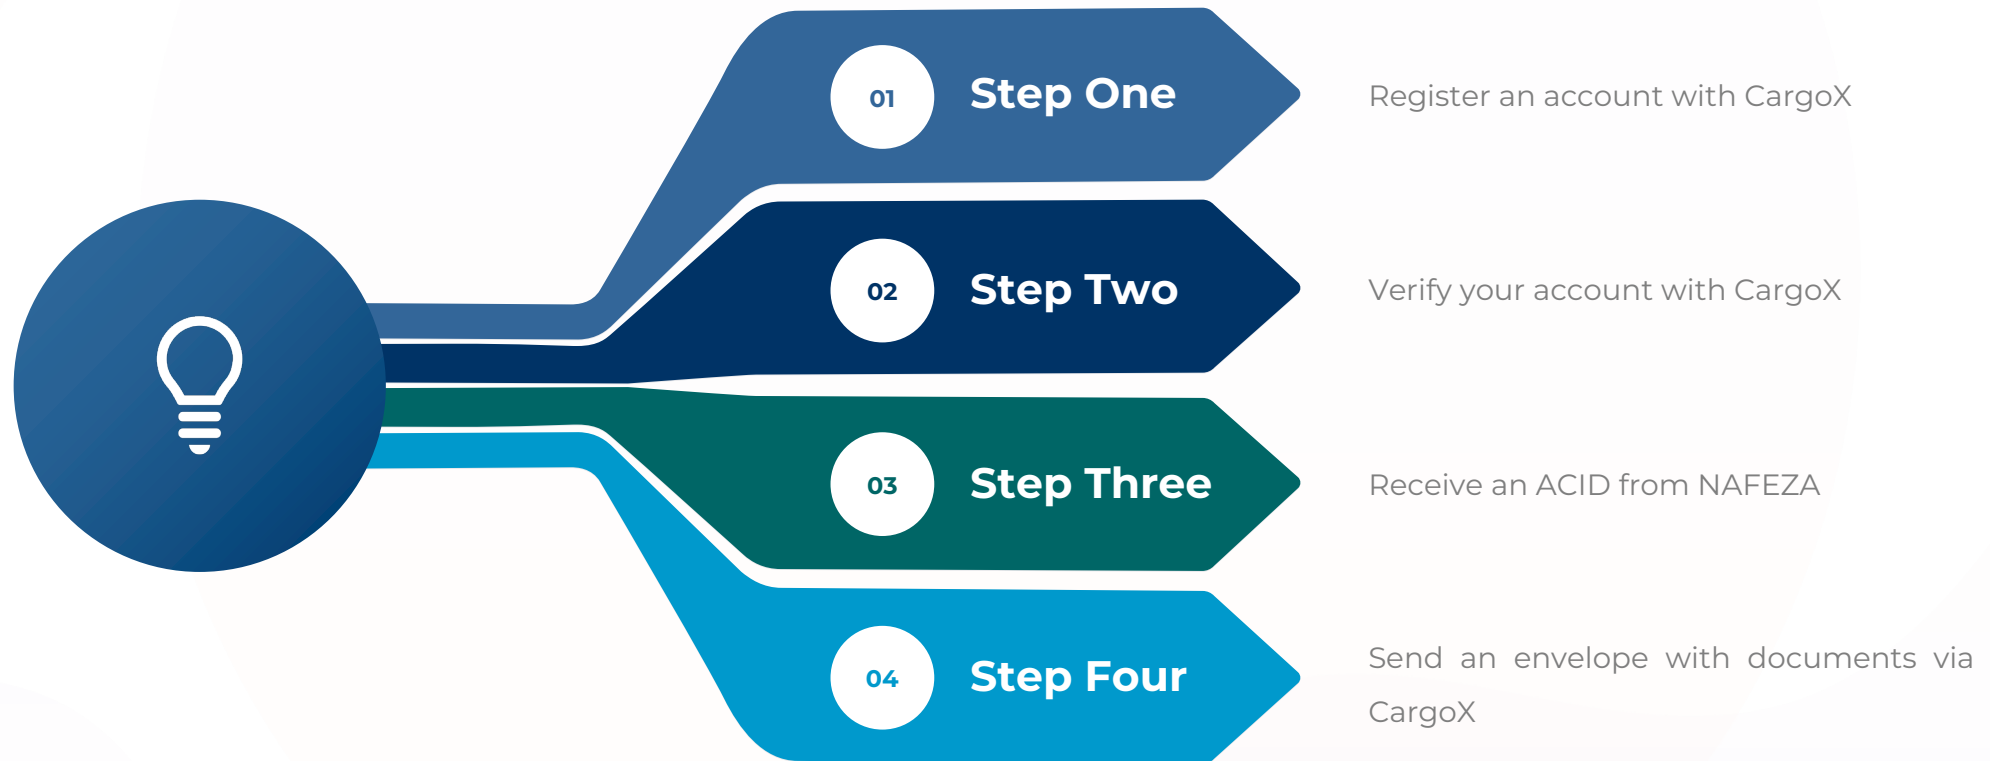 01
Step One
Register an account with CargoX
02
Step Two
Verify your account with CargoX
03
Step Three
Receive an ACID from NAFEZA
04
Step Four
Send an envelope with documents via
CargoX